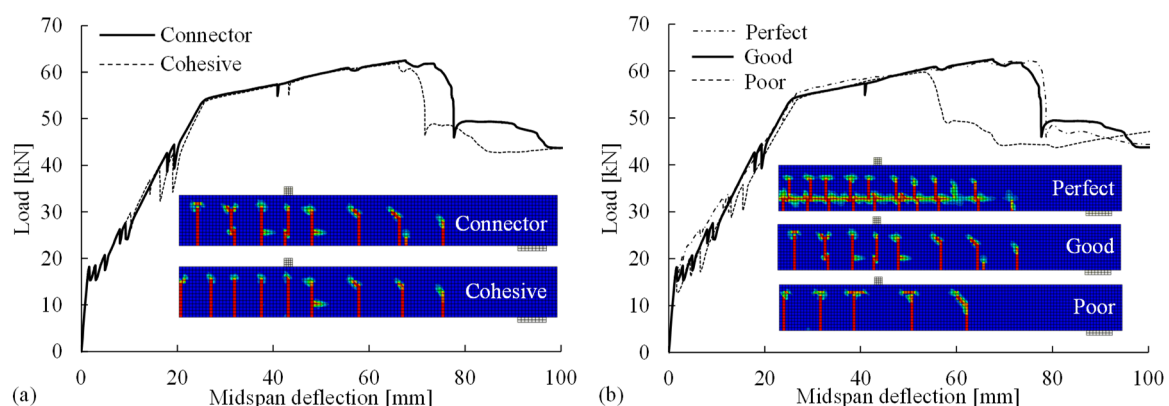 70
60
50
40
30
20
10
0
Load [kN]
Connector
Cohesive
Connector
Cohesive
0 20 40 60 80 100
(a) Midspan deflection [mm]
70
60
50
40
30
20
10
0
Load [kN]
Perfect
Good
Poor
Perfect
Good
Poor
0 20 40 60 80 100
(b) Midspan deflection [mm]